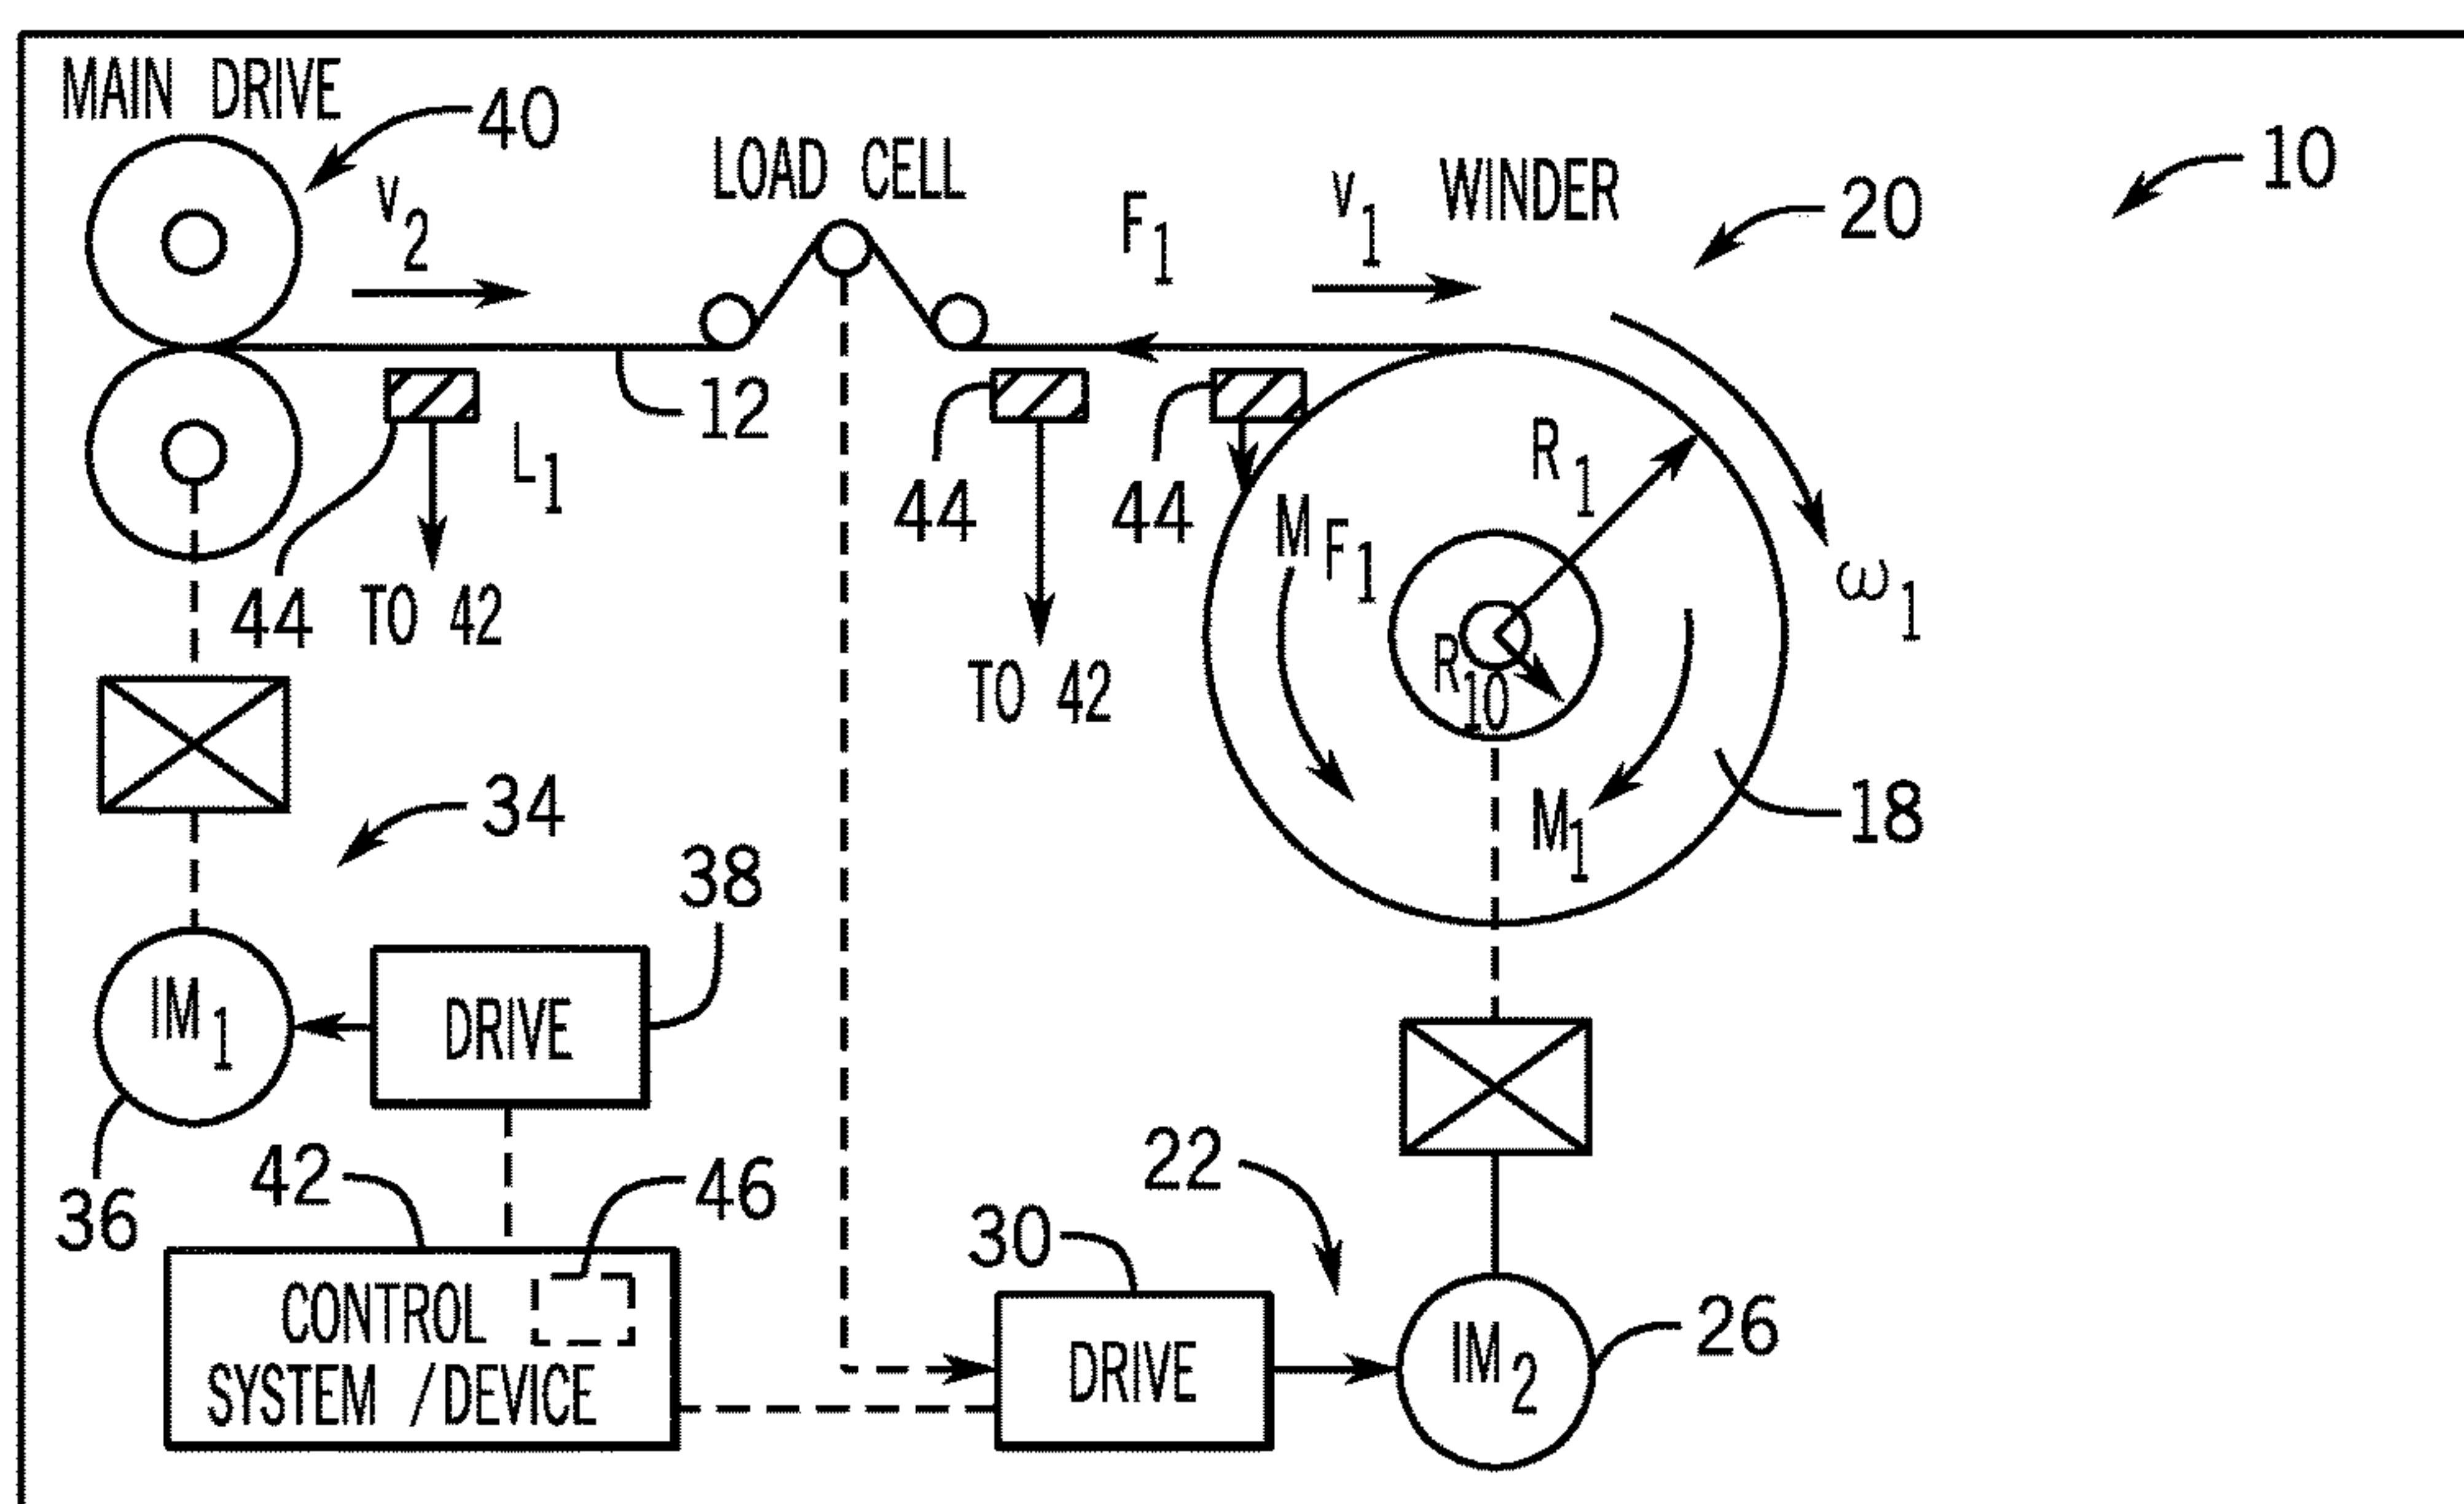 MAIN DRIVE
40
v2
LOAD CELL
F1
v1
WINDER
20
10
12
L1
44
TO 42
44
TO 42
44
MF1
R1
R10
ω1
M1
18
34
38
IM1
DRIVE
36
42
46
CONTROL
SYSTEM /DEVICE
22
30
DRIVE
IM2
26